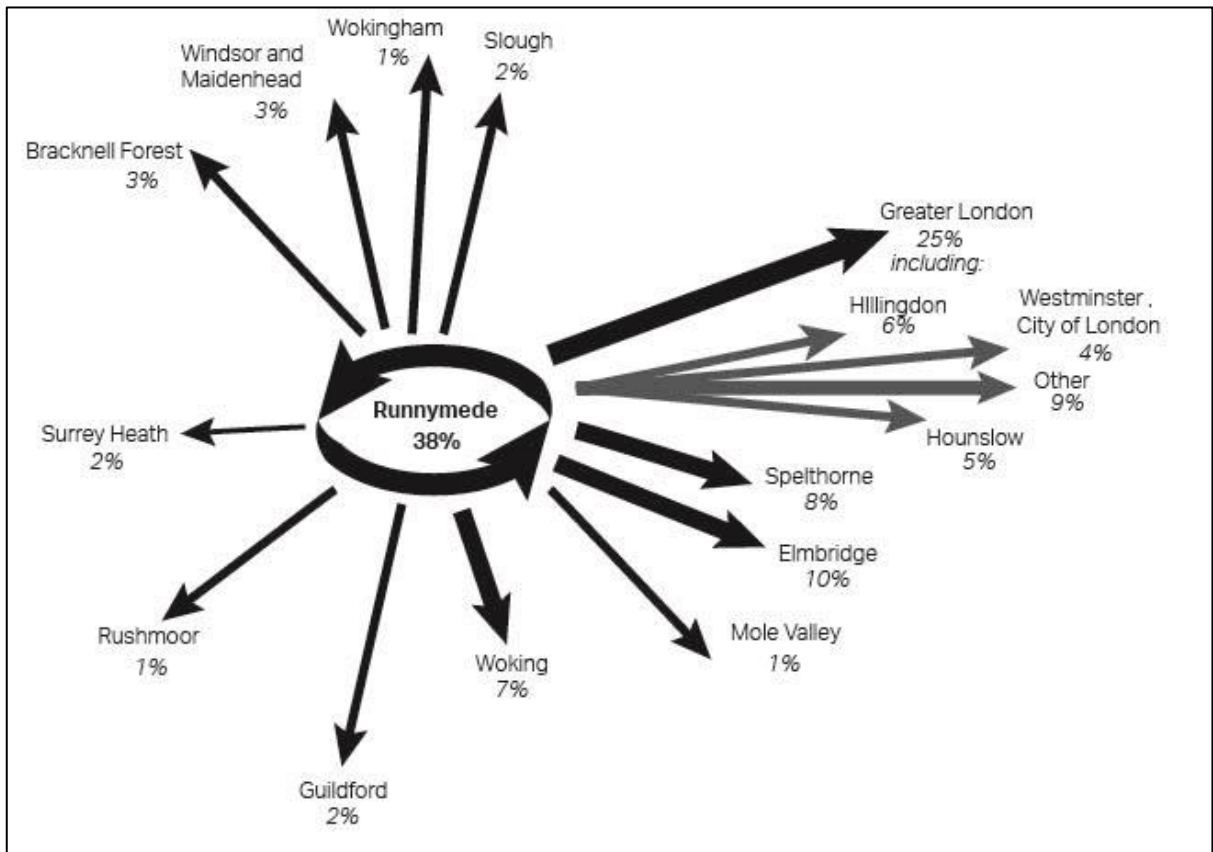 Wokingham
1%
Slough
2%
Windsor and
Maidenhead
3%
Bracknell Forest
3%
Greater London
25%
including:
HIllingdon
6%
Westminster .
City of London
4%
Other
9%
Hounslow
5%
Runnymede
38%
Surrey Heath
2%
Spelthorne
8%
Elmbridge
10%
Mole Valley
1%
Rushmoor
1%
Woking
7%
Guildford
2%